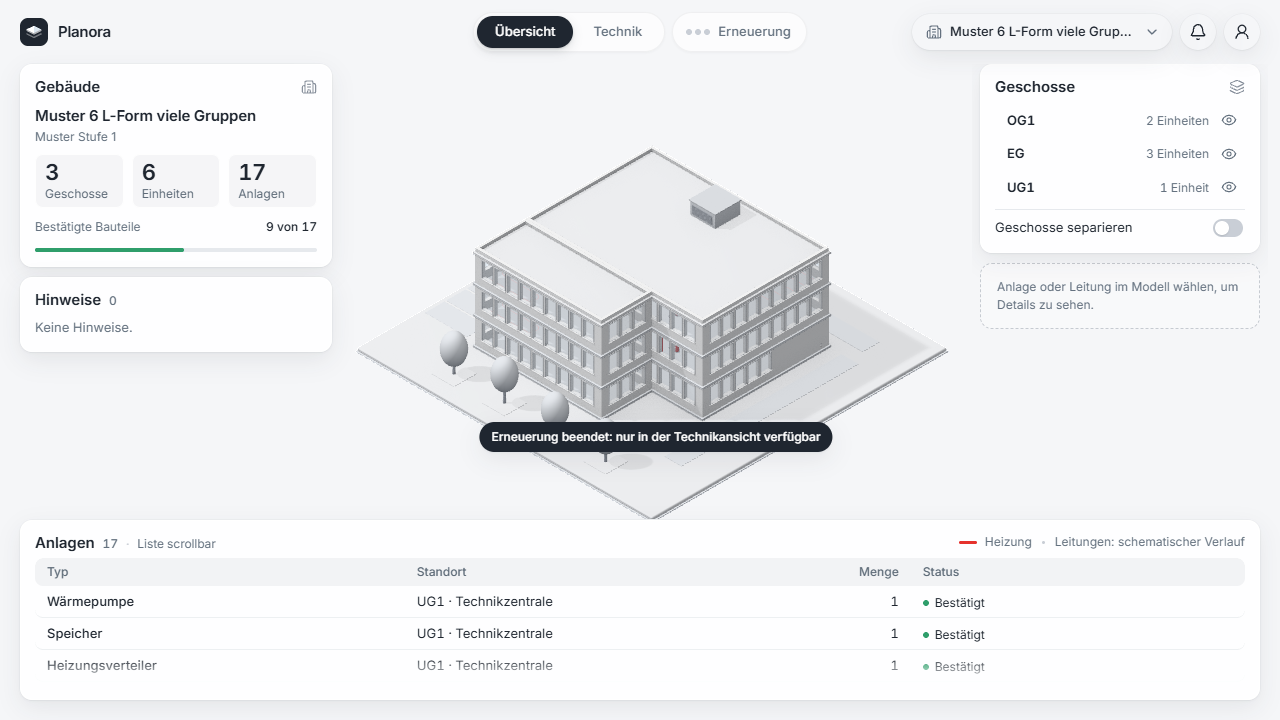 Planora
Übersicht
Technik
Erneuerung
Muster 6 L-Form viele Grup...
Gebäude
Muster 6 L-Form viele Gruppen
Muster Stufe 1
3
Geschosse
6
Einheiten
17
Anlagen
Bestätigte Bauteile
9 von 17
Hinweise 0
Keine Hinweise.
Geschosse
OG1 2 Einheiten
EG 3 Einheiten
UG1 1 Einheit
Geschosse separieren
Anlage oder Leitung im Modell wählen, um
Details zu sehen.
Erneuerung beendet: nur in der Technikansicht verfügbar
Anlagen 17 · Liste scrollbar
Heizung · Leitungen: schematischer Verlauf
Typ Standort Menge Status
Wärmepumpe UG1 · Technikzentrale 1 Bestätigt
Speicher UG1 · Technikzentrale 1 Bestätigt
Heizungsverteiler UG1 · Technikzentrale 1 Bestätigt